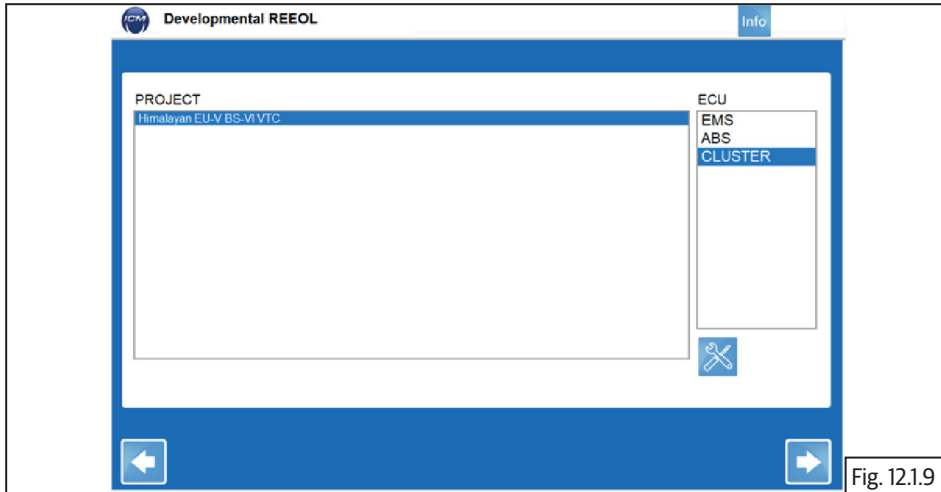 ICM
Developmental REEOL
Info
PROJECT
Himalayan EU-V BS-VI VTC
ECU
EMS
ABS
CLUSTER
Fig. 12.1.9